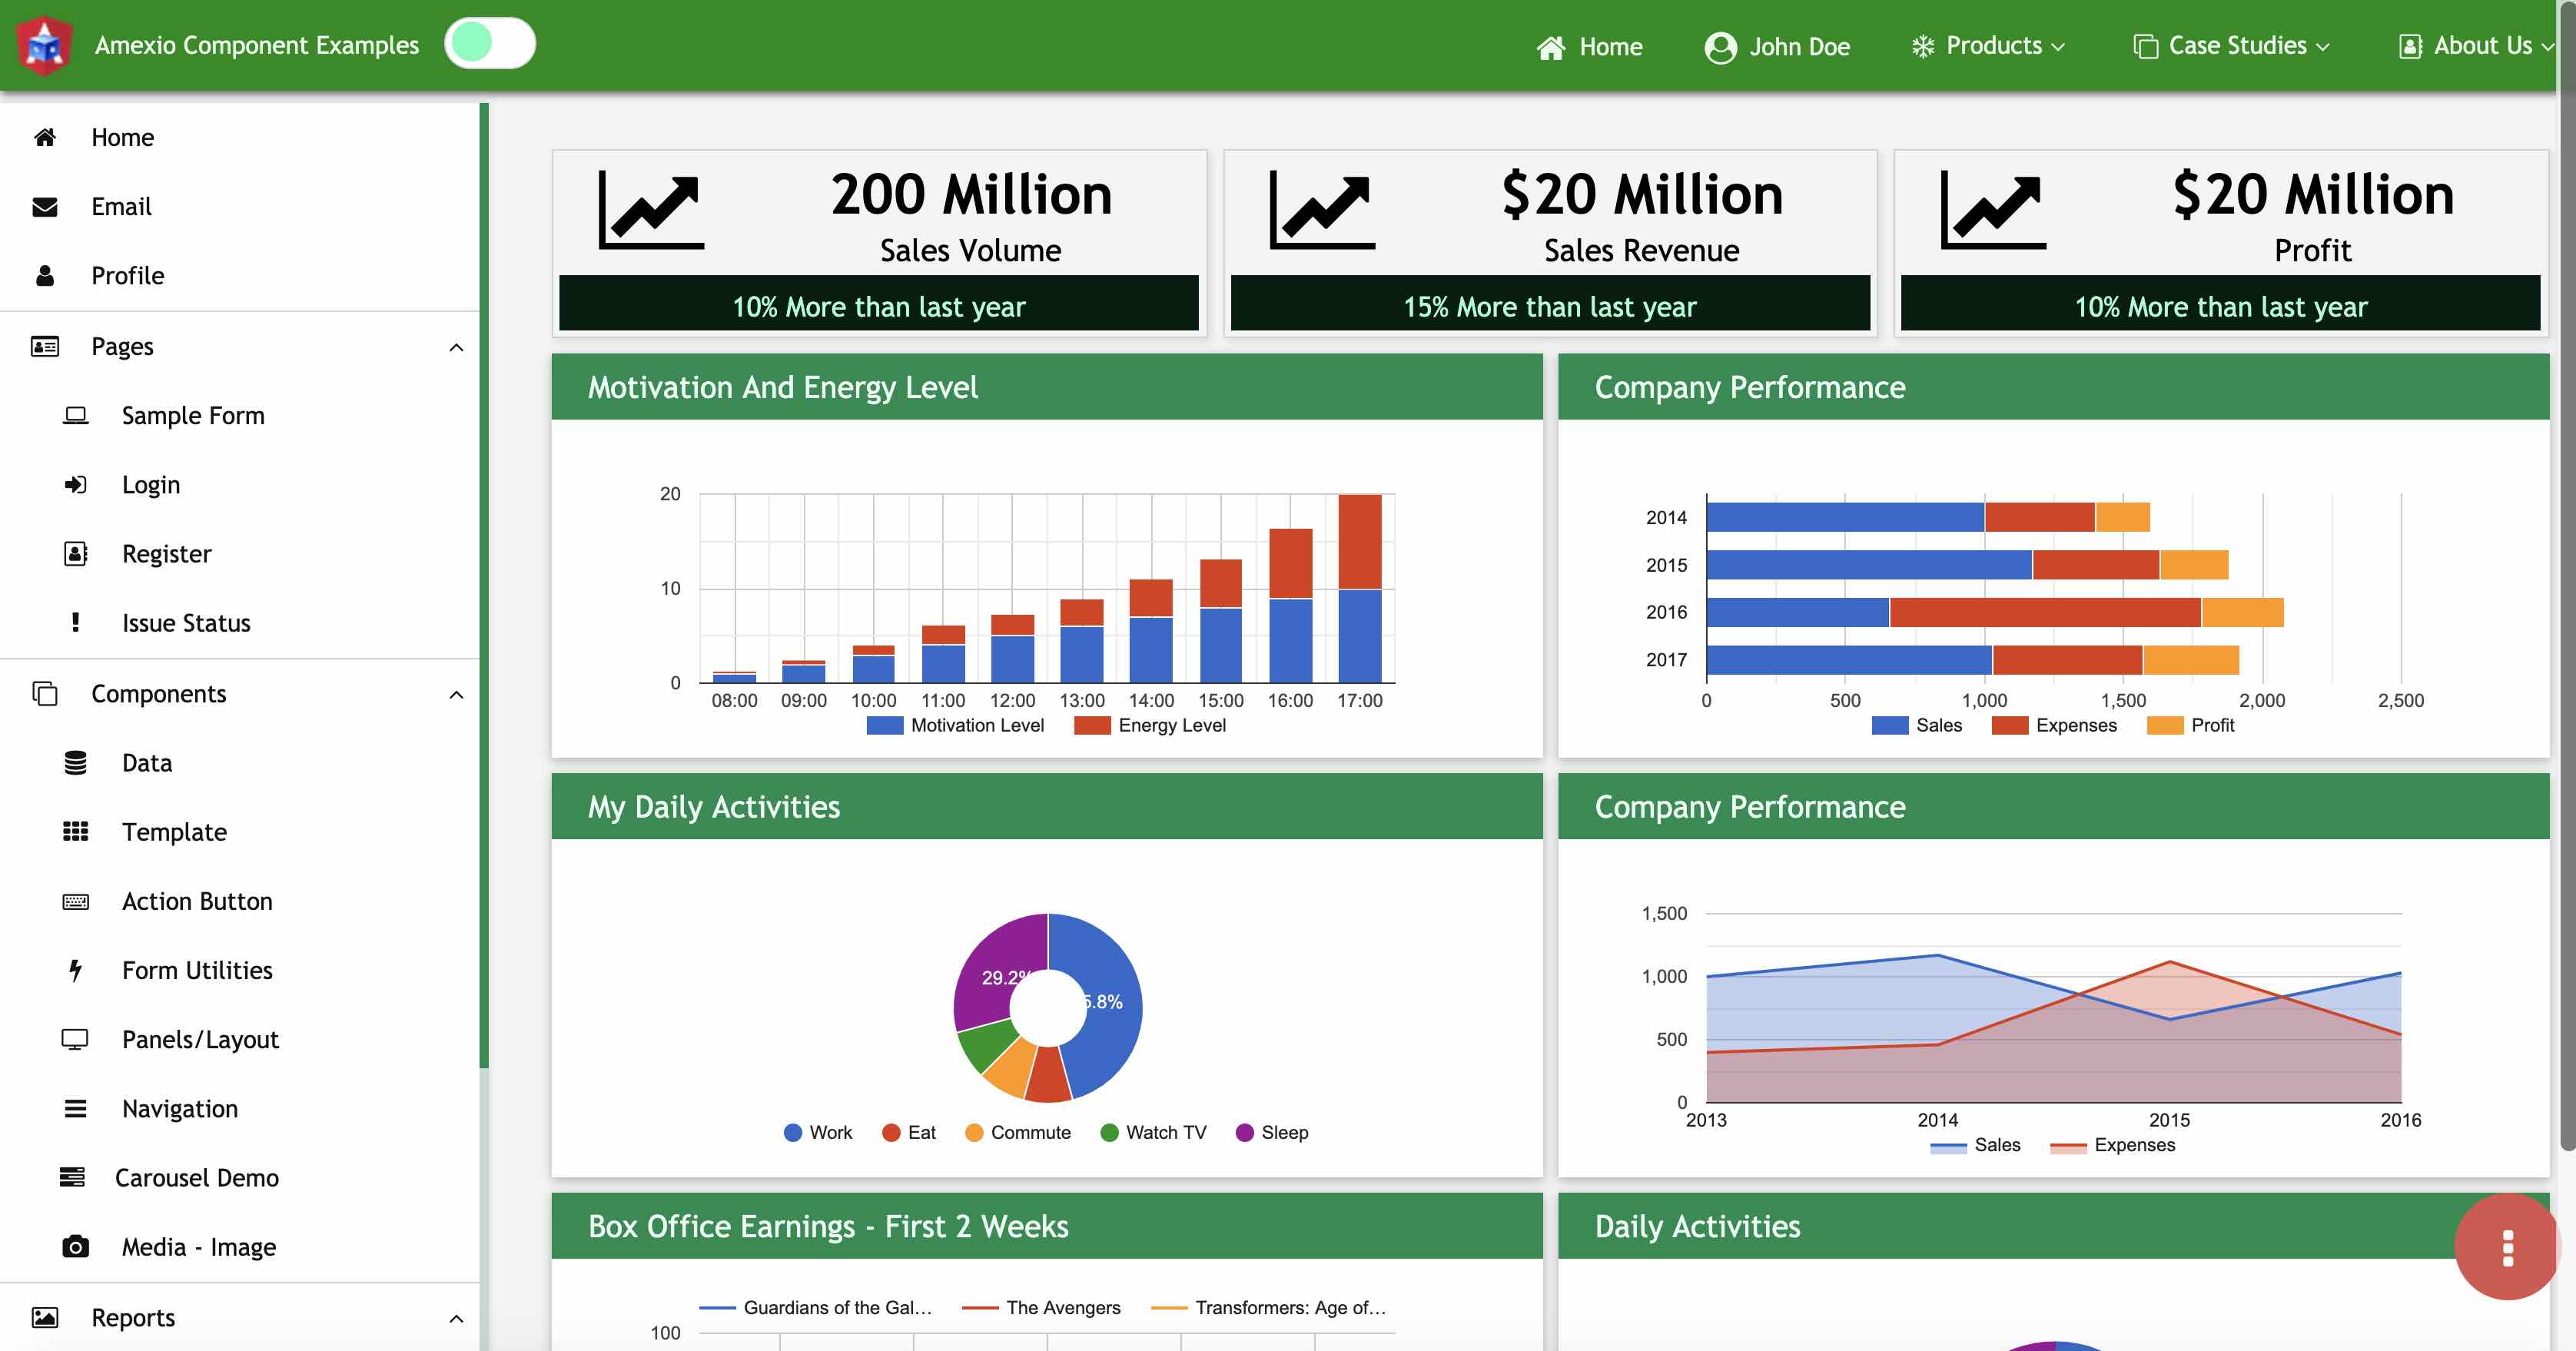 Amexio Component Examples
Home
John Doe
Products
Case Studies
About Us
Home
Email
Profile
Pages
Sample Form
Login
Register
Issue Status
Components
Data
Template
Action Button
Form Utilities
Panels/Layout
Navigation
Carousel Demo
Media - Image
Reports
200 Million
Sales Volume
10% More than last year
$20 Million
Sales Revenue
15% More than last year
$20 Million
Profit
10% More than last year
Motivation And Energy Level
20
10
0
08:00 09:00 10:00 11:00 12:00 13:00 14:00 15:00 16:00 17:00
Motivation Level Energy Level
Company Performance
2014
2015
2016
2017
0 500 1,000 1,500 2,000 2,500
Sales Expenses Profit
My Daily Activities
29.2%
5.8%
Work Eat Commute Watch TV Sleep
Company Performance
1,500
1,000
500
0
2013 2014 2015 2016
Sales Expenses
Box Office Earnings - First 2 Weeks
Guardians of the Gal... The Avengers Transformers: Age of...
100
Daily Activities